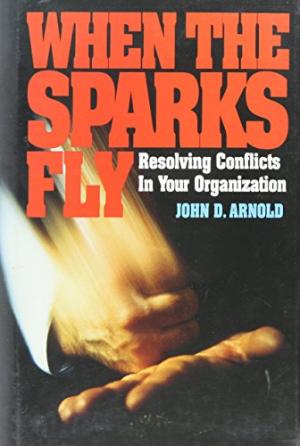 WHEN THE
SPARKS
FLY
Resolving Conflicts
In Your Organization
JOHN D. ARNOLD